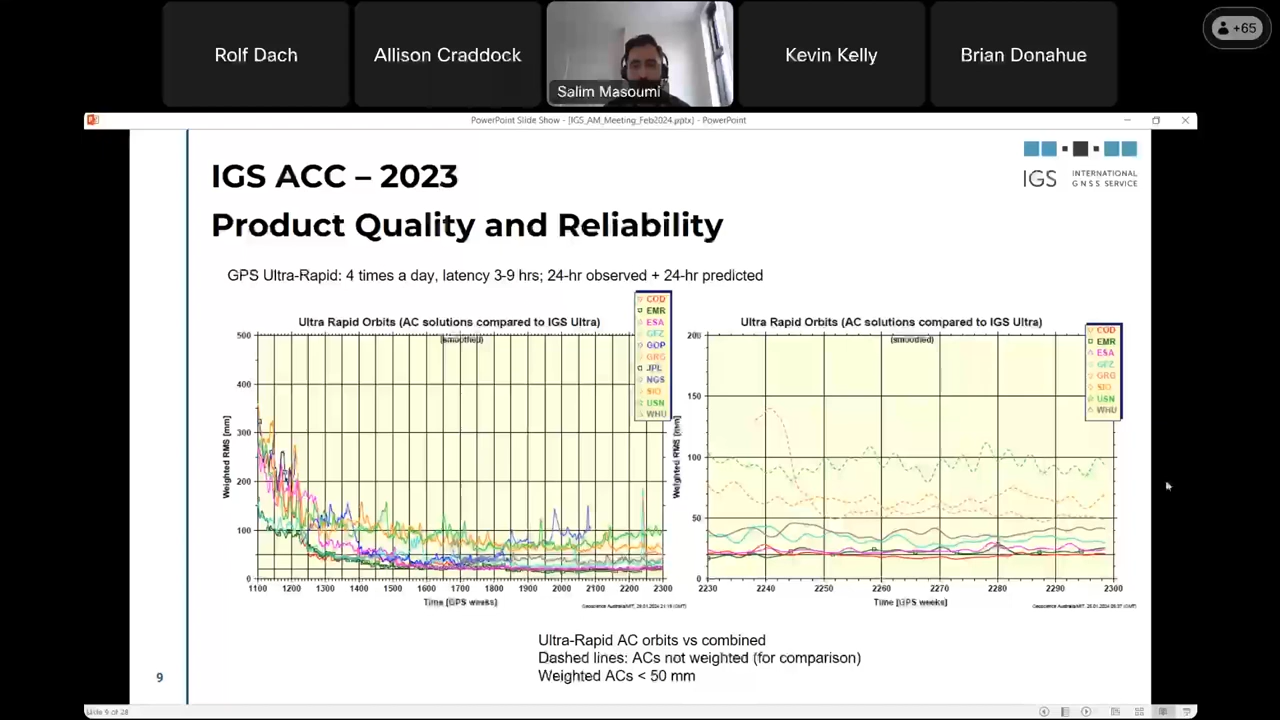 Rolf Dach
Allison Craddock
Salim Masoumi
Kevin Kelly
Brian Donahue
+65
PowerPoint Slide Show - [IGS_AM_Meeting_Feb2024.pptx] - PowerPoint
IGS ACC – 2023
Product Quality and Reliability
IGS
INTERNATIONAL
GNSS SERVICE
GPS Ultra-Rapid: 4 times a day, latency 3-9 hrs; 24-hr observed + 24-hr predicted
Ultra Rapid Orbits (AC solutions compared to IGS Ultra)
(smoothed)
COD
EMR
ESA
GFZ
GOP
GRG
JPL
NGS
SIO
USN
WHU
Weighted RMS [mm]
500
400
300
200
100
0
1100 1200 1300 1400 1500 1600 1700 1800 1900 2000 2100 2200 2300
Time [GPS weeks]
Ultra Rapid Orbits (AC solutions compared to IGS Ultra)
(smoothed)
COD
EMR
ESA
GFZ
GRG
SIO
USN
WHU
Weighted RMS [mm]
200
150
100
50
0
2230 2240 2250 2260 2270 2280 2290 2300
Time [GPS weeks]
Ultra-Rapid AC orbits vs combined
Dashed lines: ACs not weighted (for comparison)
Weighted ACs < 50 mm
9
Slide 9 of 28